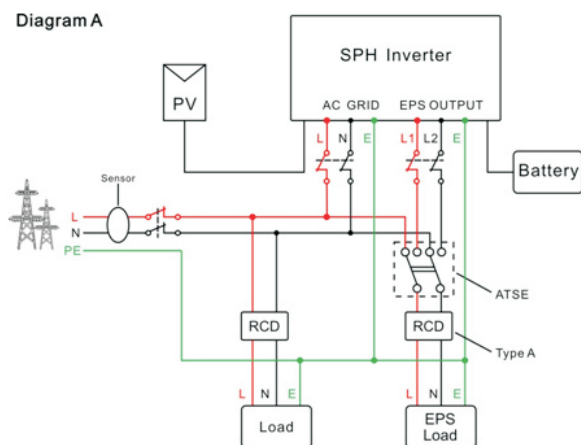 Diagram A
SPH Inverter
PV
AC GRID EPS OUTPUT
L N E L1 L2 E
Battery
Sensor
L
N
PE
ATSE
RCD RCD
Type A
L N E L N E
Load
EPS
Load